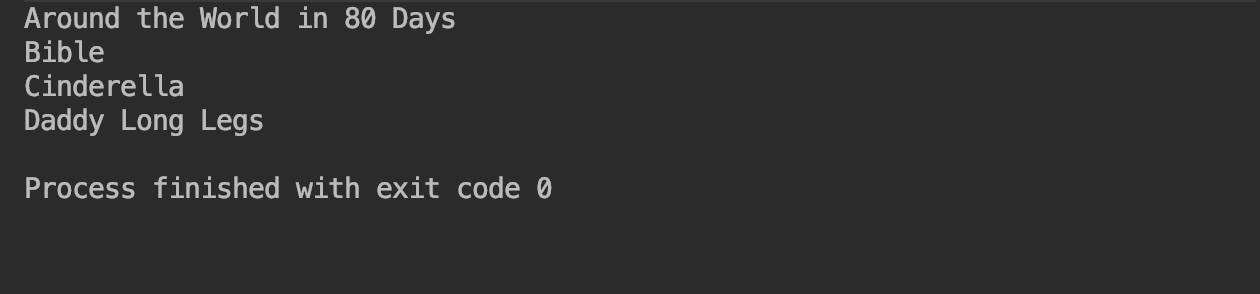 Around the World in 80 Days
Bible
Cinderella
Daddy Long Legs
Process finished with exit code 0